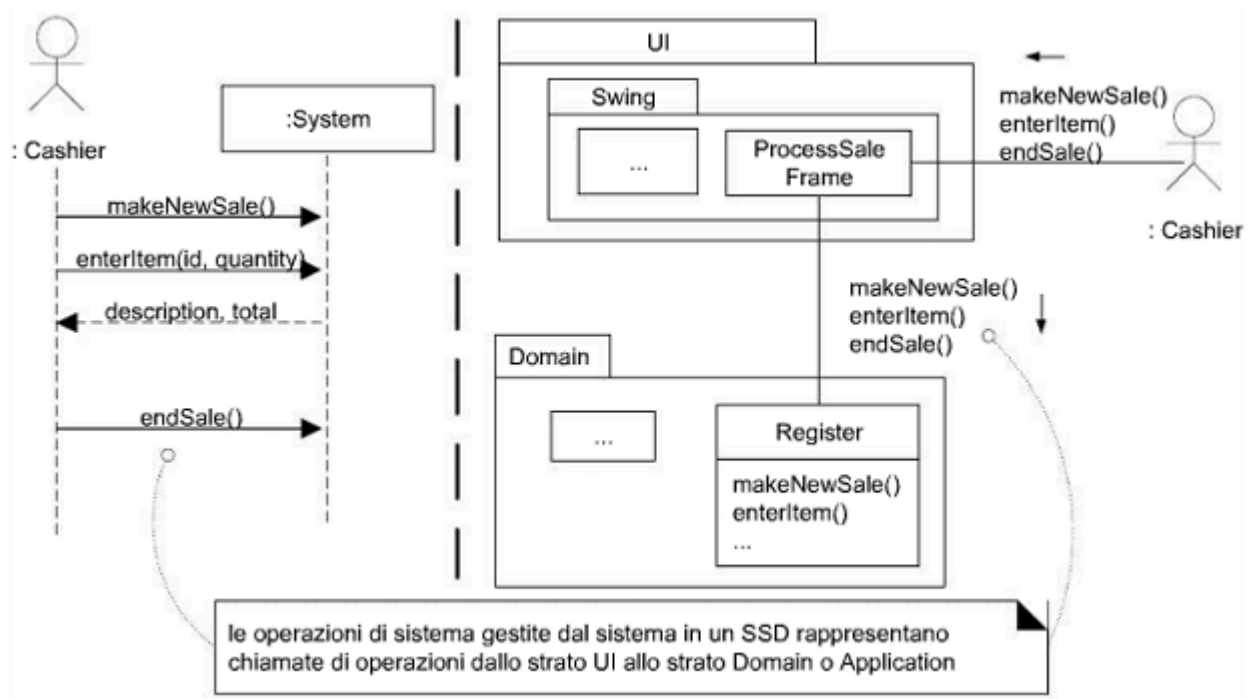 : Cashier
:System
makeNewSale()
enterItem(id, quantity)
description, total
endSale()
UI
Swing
...
ProcessSale
Frame
makeNewSale()
enterItem()
endSale()
: Cashier
makeNewSale()
enterItem()
endSale()
Domain
...
Register
makeNewSale()
enterItem()
...
le operazioni di sistema gestite dal sistema in un SSD rappresentano
chiamate di operazioni dallo strato UI allo strato Domain o Application